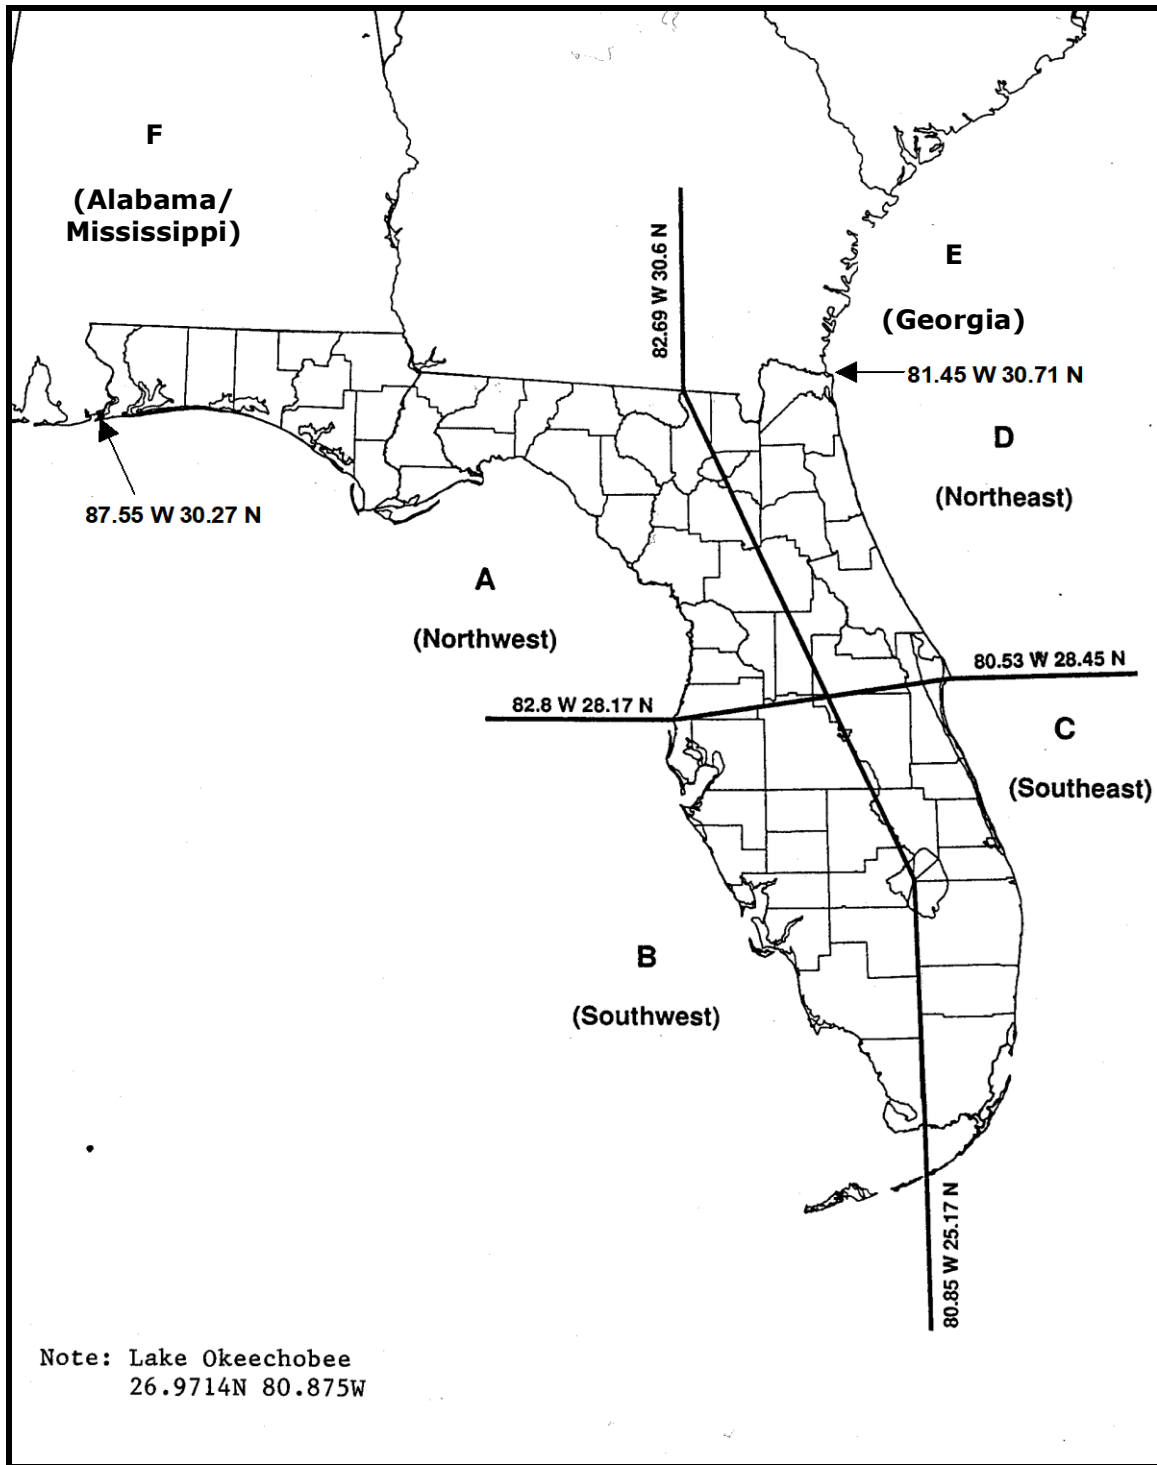 F
(Alabama/
Mississippi)
82.69 W 30.6 N
E
(Georgia)
81.45 W 30.71 N
D
(Northeast)
87.55 W 30.27 N
A
(Northwest)
80.53 W 28.45 N
82.8 W 28.17 N
C
(Southeast)
B
(Southwest)
80.85 W 25.17 N
Note: Lake Okeechobee
26.9714N 80.875W